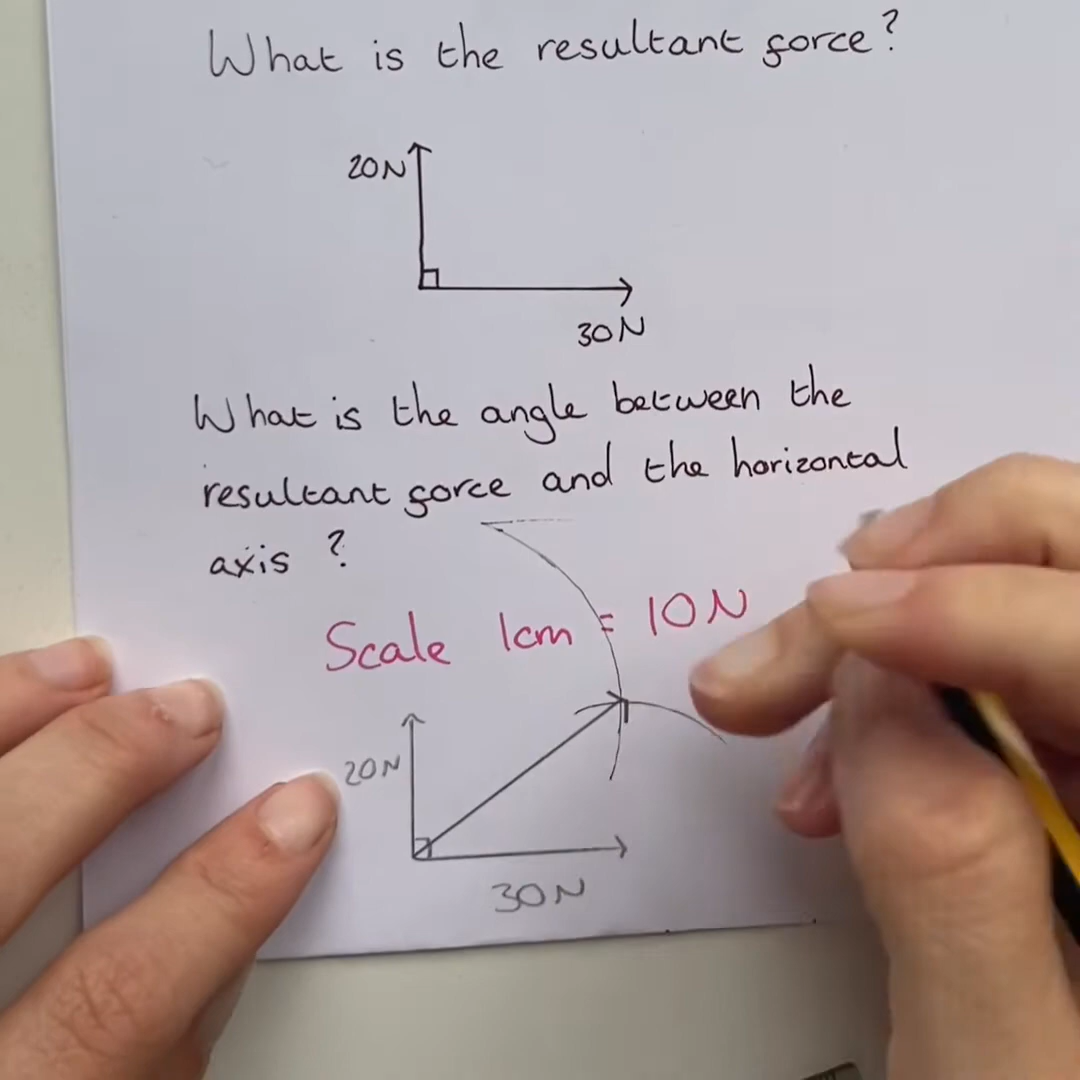 What is the resultant force?
20N
30N
What is the angle between the
resultant force and the horizontal
axis ?
Scale 1cm = 10N
20N
30N